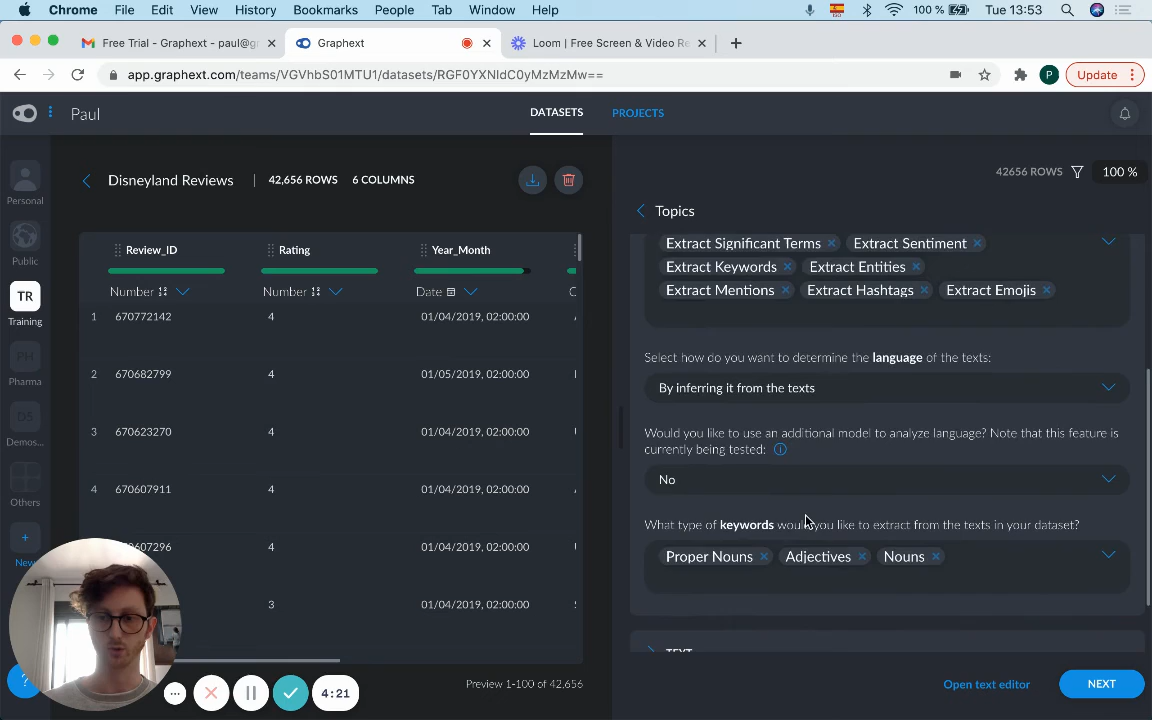 Chrome File Edit View History Bookmarks People Tab Window Help 100 % Tue 13:53
Free Trial - Graphext - paul@g Graphext Loom | Free Screen & Video Re
app.graphext.com/teams/VGVhbS01MTU1/datasets/RGF0YXNldC0yMzMzMw== P Update
Paul DATASETS PROJECTS
Personal
Public
TR
Training
PH
Pharma
DS
Demos...
Others
+
New
Disneyland Reviews | 42,656 ROWS 6 COLUMNS
Review_ID Rating Year_Month
Number Number Date
1 670772142 4 01/04/2019, 02:00:00
2 670682799 4 01/05/2019, 02:00:00
3 670623270 4 01/04/2019, 02:00:00
4 670607911 4 01/04/2019, 02:00:00
607296 4 01/04/2019, 02:00:00
3 01/04/2019, 02:00:00
4:21
Preview 1-100 of 42.656
42656 ROWS 100 %
Topics
Extract Significant Terms Extract Sentiment
Extract Keywords Extract Entities
Extract Mentions Extract Hashtags Extract Emojis
Select how do you want to determine the language of the texts:
By inferring it from the texts
Would you like to use an additional model to analyze language? Note that this feature is
currently being tested:
No
What type of keywords would you like to extract from the texts in your dataset?
Proper Nouns Adjectives Nouns
TEXT
Open text editor NEXT